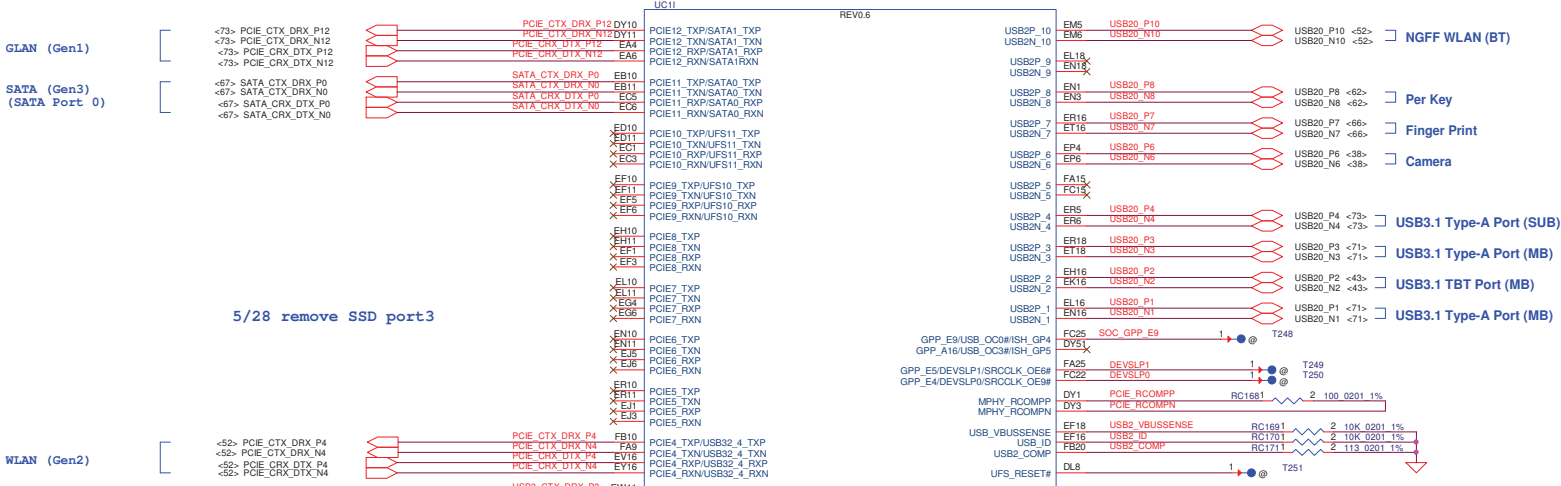 UC1I
REV0.6
GLAN (Gen1)
<73> PCIE_CTX_DRX_P12 PCIE_CTX_DRX_P12 DY10 PCIE12_TXP/SATA1_TXP
<73> PCIE_CTX_DRX_N12 PCIE_CTX_DRX_N12 DY11 PCIE12_TXN/SATA1_TXN
<73> PCIE_CRX_DTX_P12 PCIE_CRX_DTX_P12 EA4 PCIE12_RXP/SATA1_RXP
<73> PCIE_CRX_DTX_N12 PCIE_CRX_DTX_N12 EA6 PCIE12_RXN/SATA1RXN
SATA (Gen3)
(SATA Port 0)
<67> SATA_CTX_DRX_P0 SATA_CTX_DRX_P0 EB10 PCIE11_TXP/SATA0_TXP
<67> SATA_CTX_DRX_N0 SATA_CTX_DRX_N0 EB11 PCIE11_TXN/SATA0_TXN
<67> SATA_CRX_DTX_P0 SATA_CRX_DTX_P0 EC5 PCIE11_RXP/SATA0_RXP
<67> SATA_CRX_DTX_N0 SATA_CRX_DTX_N0 EC6 PCIE11_RXN/SATA0_RXN
ED10 PCIE10_TXP/UFS11_TXP
ED11 PCIE10_TXN/UFS11_TXN
EC1 PCIE10_RXP/UFS11_RXP
EC3 PCIE10_RXN/UFS11_RXN
EF10 PCIE9_TXP/UFS10_TXP
EF11 PCIE9_TXN/UFS10_TXN
EF5 PCIE9_RXP/UFS10_RXP
EF6 PCIE9_RXN/UFS10_RXN
EH10 PCIE8_TXP
EH11 PCIE8_TXN
EF1 PCIE8_RXP
EF3 PCIE8_RXN
EL10 PCIE7_TXP
EL11 PCIE7_TXN
EG4 PCIE7_RXP
EG6 PCIE7_RXN
5/28 remove SSD port3
EN10 PCIE6_TXP
EN11 PCIE6_TXN
EJ5 PCIE6_RXP
EJ6 PCIE6_RXN
ER10 PCIE5_TXP
ER11 PCIE5_TXN
EJ1 PCIE5_RXP
EJ3 PCIE5_RXN
WLAN (Gen2)
<52> PCIE_CTX_DRX_P4 PCIE_CTX_DRX_P4 FB10 PCIE4_TXP/USB32_4_TXP
<52> PCIE_CTX_DRX_N4 PCIE_CTX_DRX_N4 FA9 PCIE4_TXN/USB32_4_TXN
<52> PCIE_CRX_DTX_P4 PCIE_CRX_DTX_P4 EV16 PCIE4_RXP/USB32_4_RXP
<52> PCIE_CRX_DTX_N4 PCIE_CRX_DTX_N4 EY16 PCIE4_RXN/USB32_4_RXN
USB2P_10 EM5 USB20_P10 USB20_P10 <52>
USB2N_10 EM6 USB20_N10 USB20_N10 <52>
NGFF WLAN (BT)
USB2P_9 EL18
USB2N_9 EN18
USB2P_8 EN1 USB20_P8 USB20_P8 <62>
USB2N_8 EN3 USB20_N8 USB20_N8 <62>
Per Key
USB2P_7 ER16 USB20_P7 USB20_P7 <66>
USB2N_7 ET16 USB20_N7 USB20_N7 <66>
Finger Print
USB2P_6 EP4 USB20_P6 USB20_P6 <38>
USB2N_6 EP6 USB20_N6 USB20_N6 <38>
Camera
USB2P_5 FA15
USB2N_5 FC15
USB2P_4 ER5 USB20_P4 USB20_P4 <73>
USB2N_4 ER6 USB20_N4 USB20_N4 <73>
USB3.1 Type-A Port (SUB)
USB2P_3 ER18 USB20_P3 USB20_P3 <71>
USB2N_3 ET18 USB20_N3 USB20_N3 <71>
USB3.1 Type-A Port (MB)
USB2P_2 EH16 USB20_P2 USB20_P2 <43>
USB2N_2 EK16 USB20_N2 USB20_N2 <43>
USB3.1 TBT Port (MB)
USB2P_1 EL16 USB20_P1 USB20_P1 <71>
USB2N_1 EN16 USB20_N1 USB20_N1 <71>
USB3.1 Type-A Port (MB)
GPP_E9/USB_OC0#/ISH_GP4 FC25 SOC_GPP_E9 1 @ T248
GPP_A16/USB_OC3#/ISH_GP5 DY51
GPP_E5/DEVSLP1/SRCCLK_OE6# FA25 DEVSLP1 1 @ T249
GPP_E4/DEVSLP0/SRCCLK_OE9# FC22 DEVSLP0 1 @ T250
MPHY_RCOMPP DY1 PCIE_RCOMPP RC168 1 2 100_0201_1%
MPHY_RCOMPN DY3 PCIE_RCOMPN
USB_VBUSSENSE EF18 USB2_VBUSSENSE RC169 1 2 10K_0201_1%
USB_ID EF16 USB2_ID RC170 1 2 10K_0201_1%
USB2_COMP FB20 USB2_COMP RC171 1 2 113_0201_1%
UFS_RESET# DL8 1 @ T251